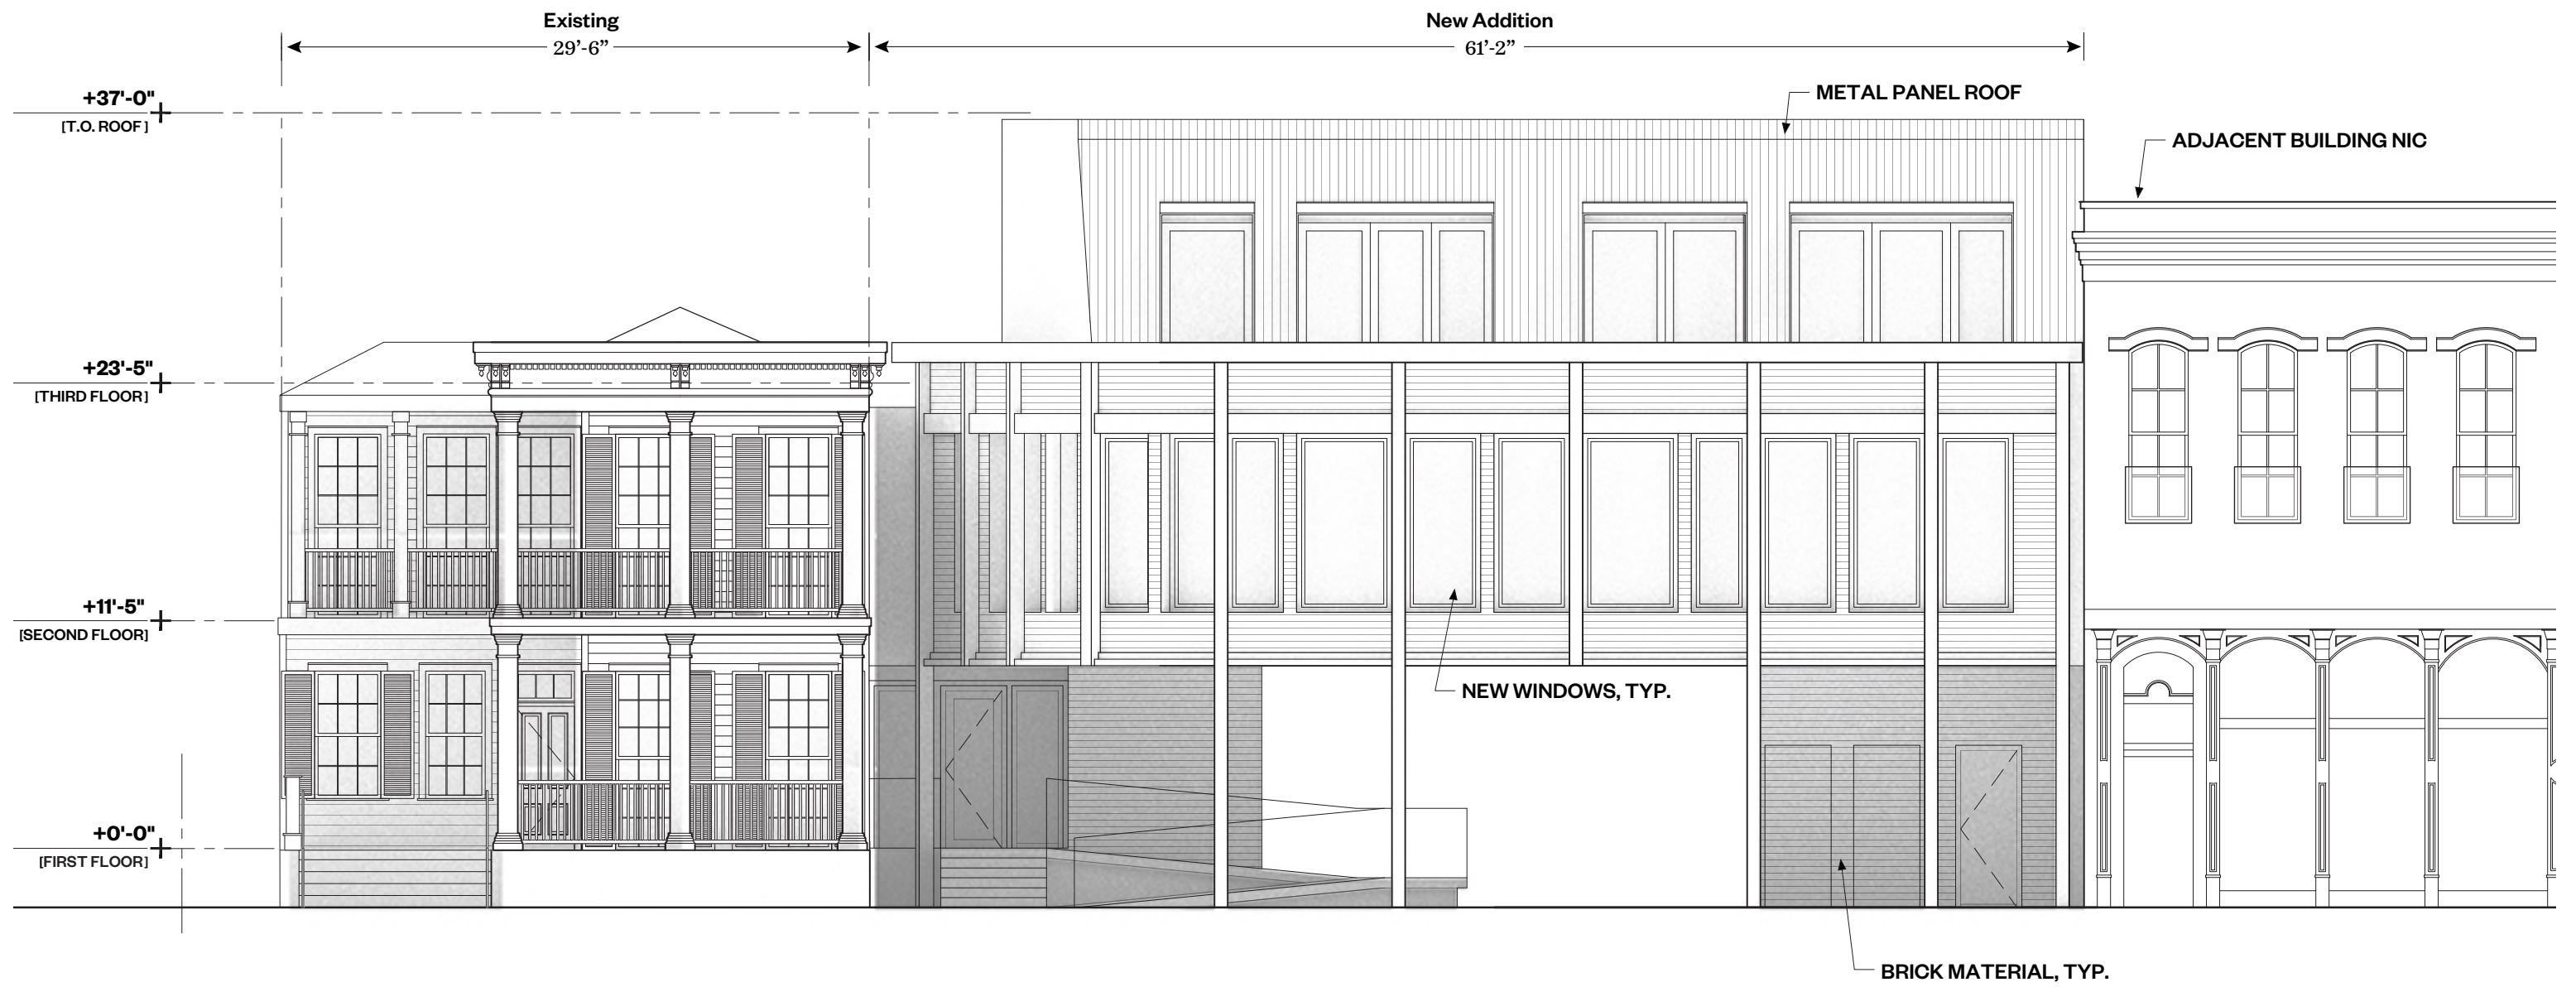 Existing
29'-6”
New Addition
61'-2”
+37'-0"
[T.O. ROOF]
METAL PANEL ROOF
ADJACENT BUILDING NIC
+23'-5"
[THIRD FLOOR]
+11'-5"
[SECOND FLOOR]
NEW WINDOWS, TYP.
+0'-0"
[FIRST FLOOR]
BRICK MATERIAL, TYP.